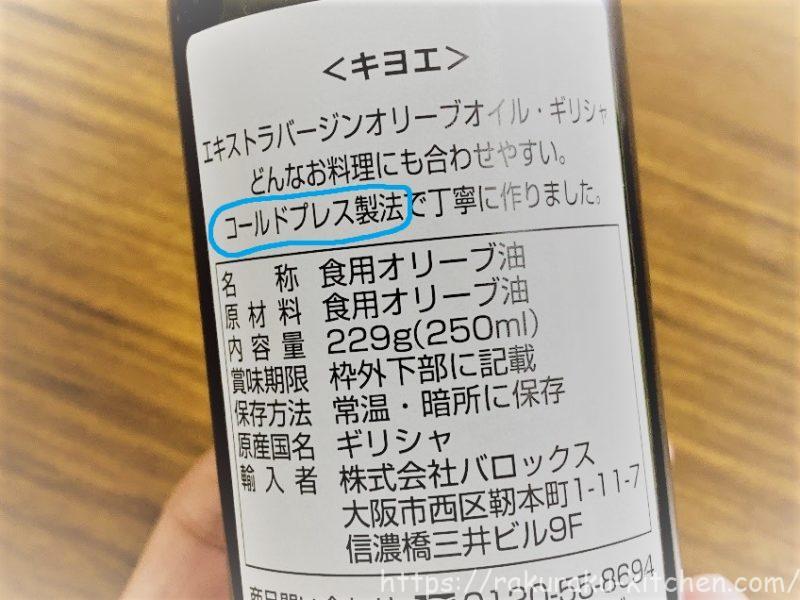 <キヨエ>
エキストラバージンオリーブオイル・ギリシャ
どんなお料理にも合わせやすい。
コールドプレス製法で丁寧に作りました。
名称 食用オリーブ油
原材料 食用オリーブ油
内容量 229g(250ml)
賞味期限 枠外下部に記載
保存方法 常温・暗所に保存
原産国名 ギリシャ
輸入者 株式会社バロックス
大阪市西区靭本町1-11-7
信濃橋三井ビル9F
0120-55-8694
https://rakuraku-kitchen.com/